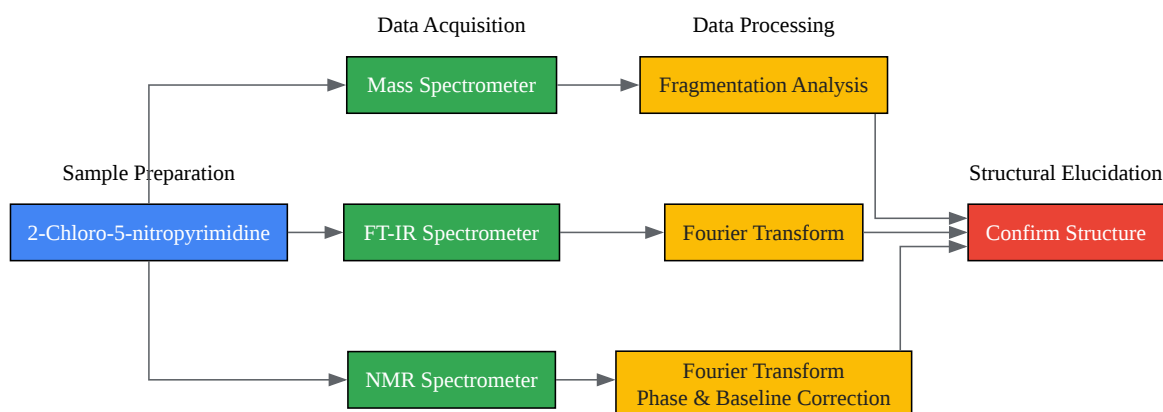 Data Acquisition
Data Processing
Mass Spectrometer
Fragmentation Analysis
Sample Preparation
Structural Elucidation
2-Chloro-5-nitropyrimidine
FT-IR Spectrometer
Fourier Transform
Confirm Structure
NMR Spectrometer
Fourier Transform
Phase & Baseline Correction